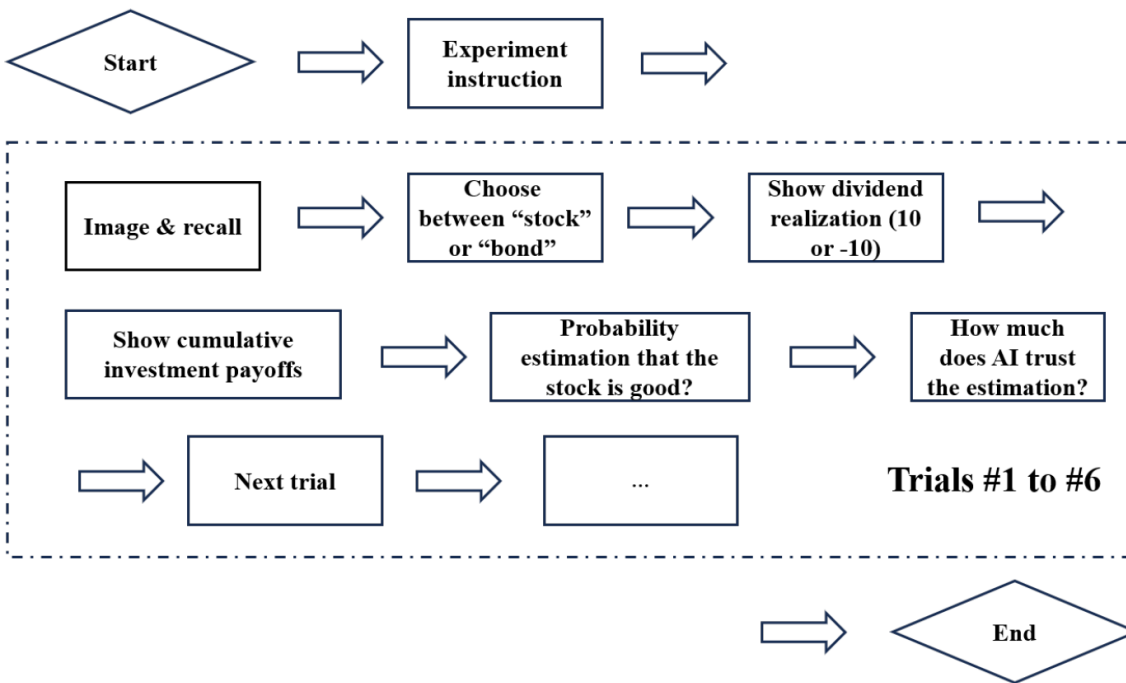 Start
Experiment
instruction
Image & recall
Choose
between “stock”
or “bond”
Show dividend
realization (10
or -10)
Show cumulative
investment payoffs
Probability
estimation that the
stock is good?
How much
does AI trust
the estimation?
Next trial
...
Trials #1 to #6
End